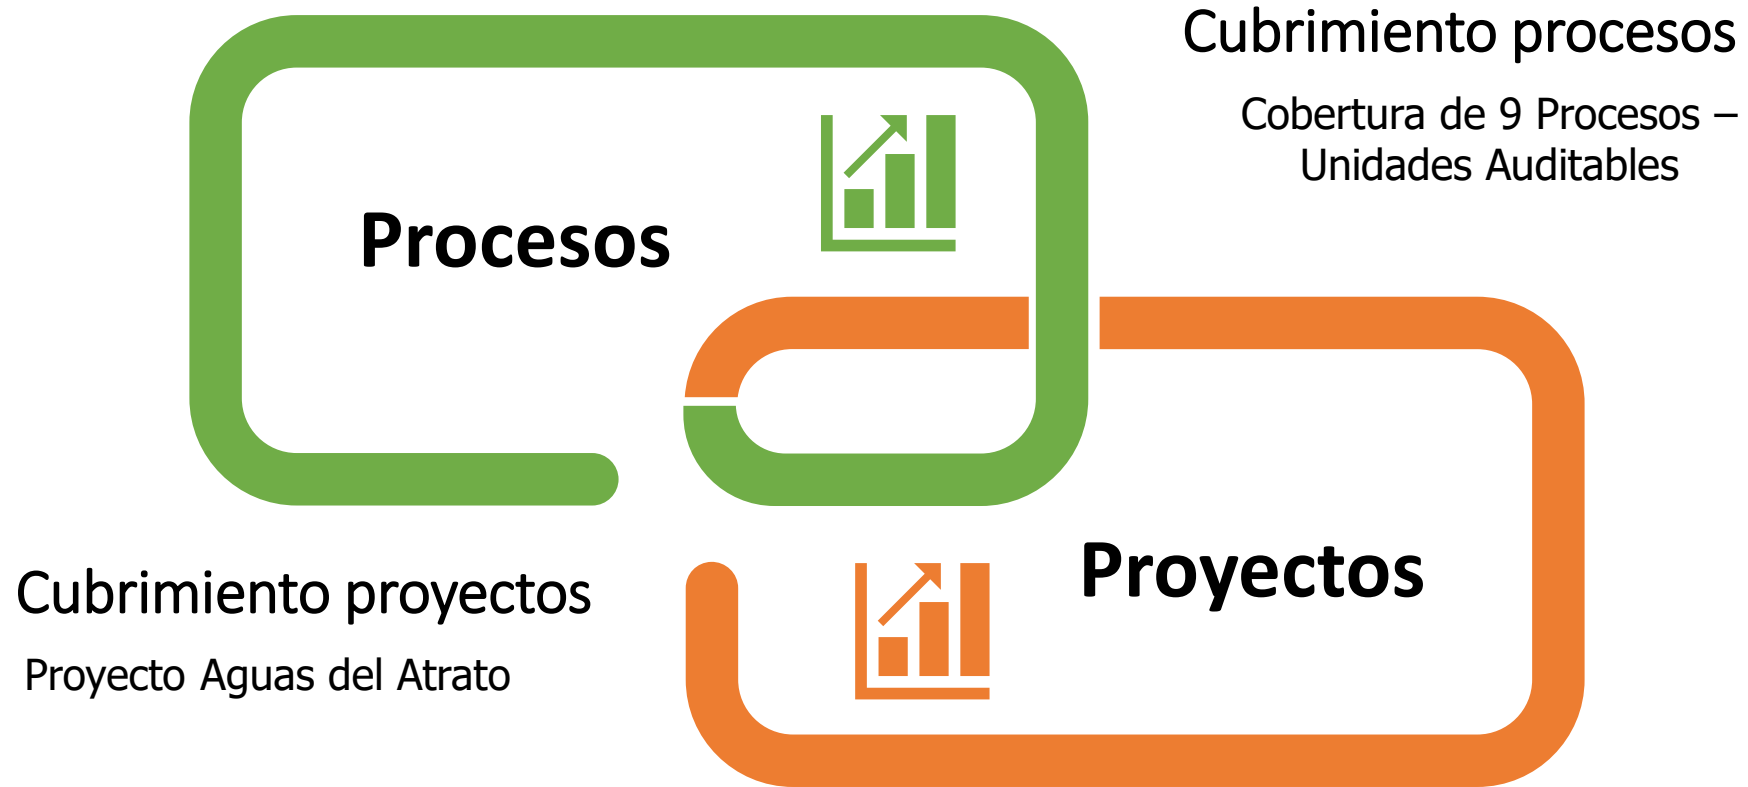 Cubrimiento procesos
Cobertura de 9 Procesos –
Unidades Auditables
Procesos
Proyectos
Cubrimiento proyectos
Proyecto Aguas del Atrato